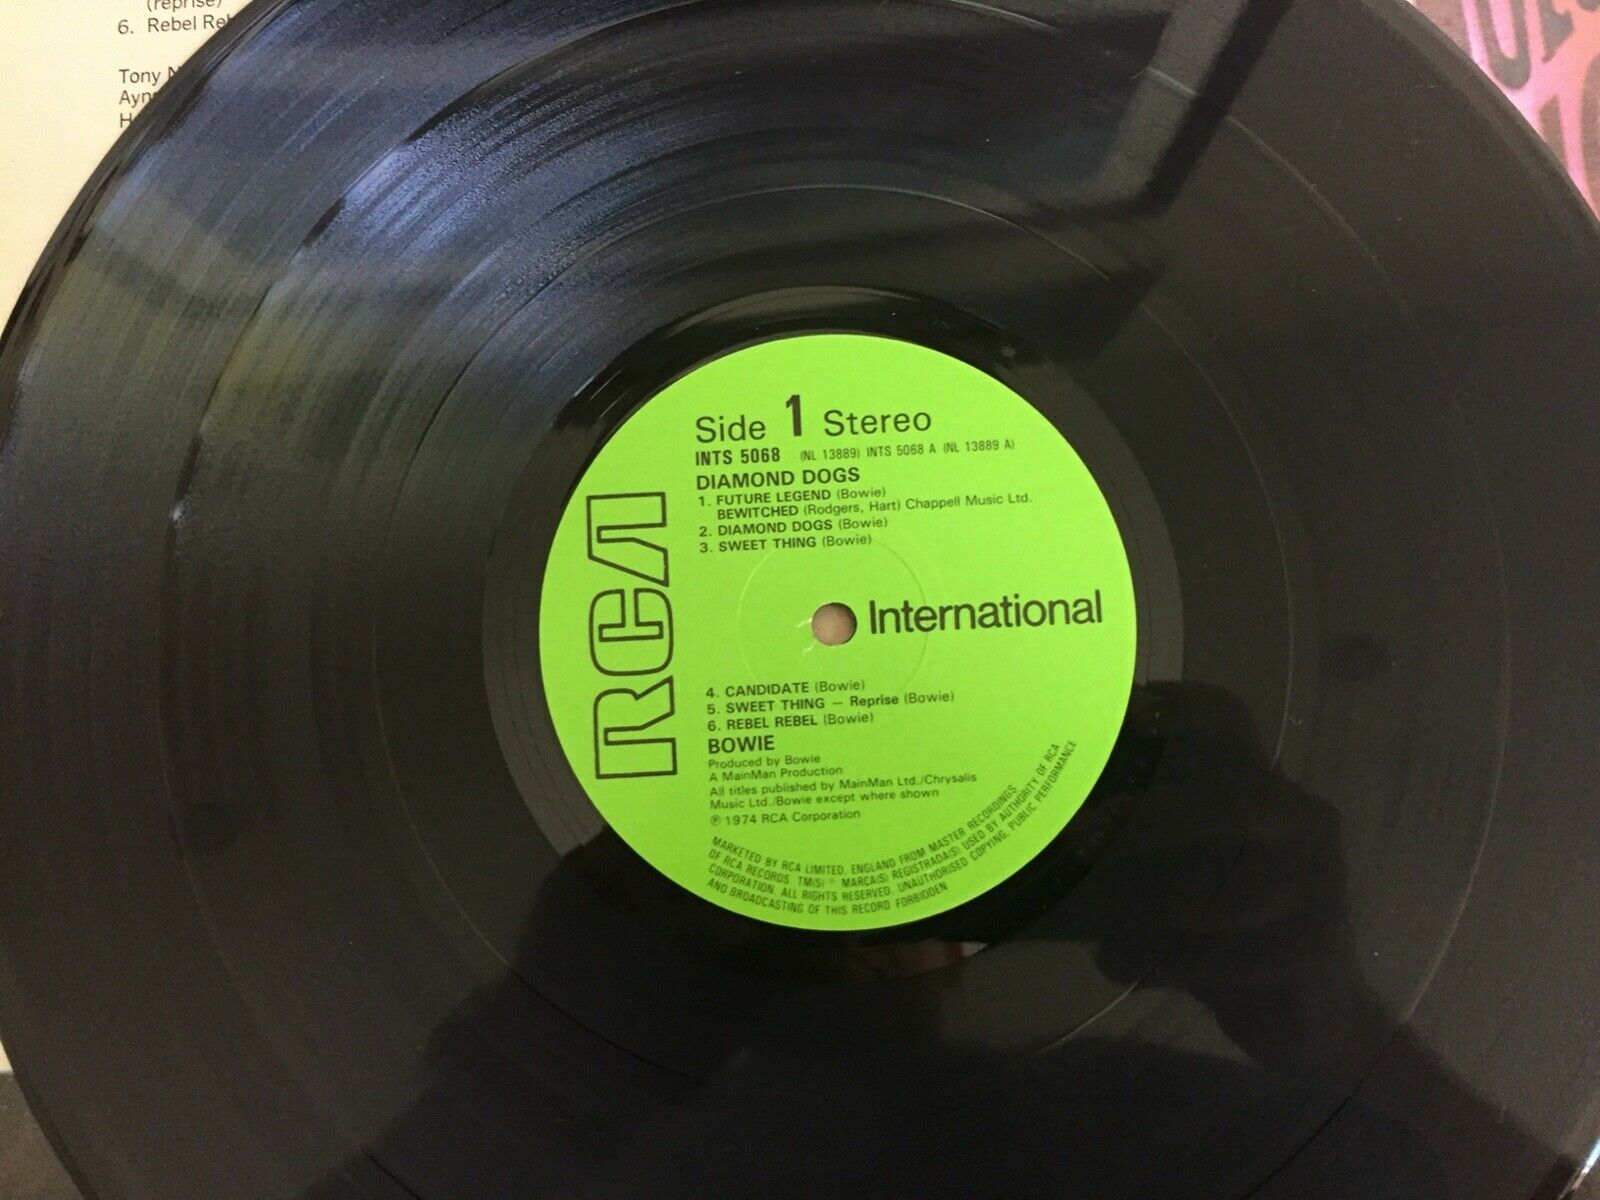 (reprise)
6. Rebel
Tony
Side 1 Stereo
INTS 5068 (NL 13889) INTS 5068 A (NL 13889 A)
DIAMOND DOGS
1. FUTURE LEGEND (Bowie)
BEWITCHED (Rodgers, Hart) Chappell Music Ltd.
2. DIAMOND DOGS (Bowie)
3. SWEET THING (Bowie)
RCA
International
4. CANDIDATE (Bowie)
5. SWEET THING — Reprise (Bowie)
6. REBEL REBEL (Bowie)
BOWIE
Produced by Bowie
A MainMan Production
All titles published by MainMan Ltd./Chrysalis
Music Ltd./Bowie except where shown
℗ 1974 RCA Corporation
MARKETED BY RCA LIMITED, ENGLAND FROM MASTER RECORDINGS
OF RCA RECORDS. TM(S) ® MARCA(S) REGISTRADA(S) USED BY AUTHORITY OF RCA
CORPORATION. ALL RIGHTS RESERVED. UNAUTHORISED COPYING, PUBLIC PERFORMANCE
AND BROADCASTING OF THIS RECORD FORBIDDEN